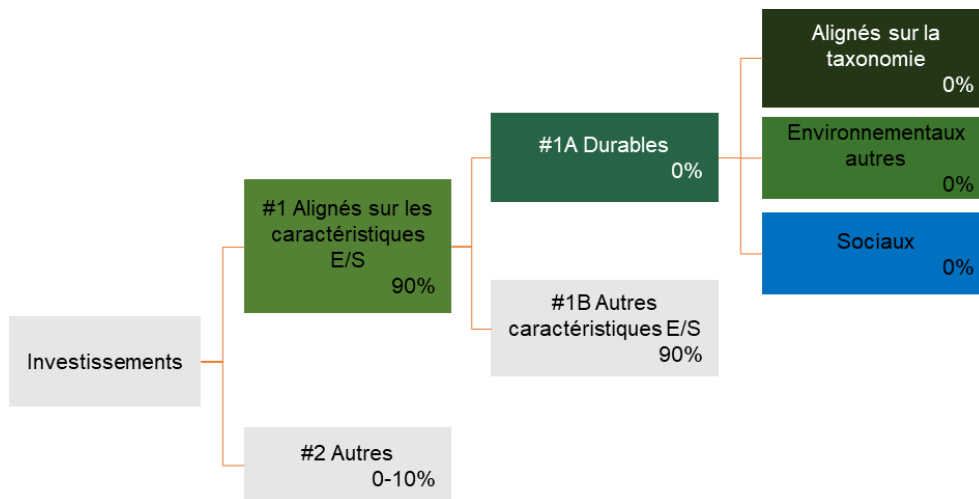 Investissements
#1 Alignés sur les
caractéristiques
E/S
90%
#2 Autres
0-10%
#1A Durables
0%
#1B Autres
caractéristiques E/S
90%
Alignés sur la
taxonomie
0%
Environnementaux
autres
0%
Sociaux
0%